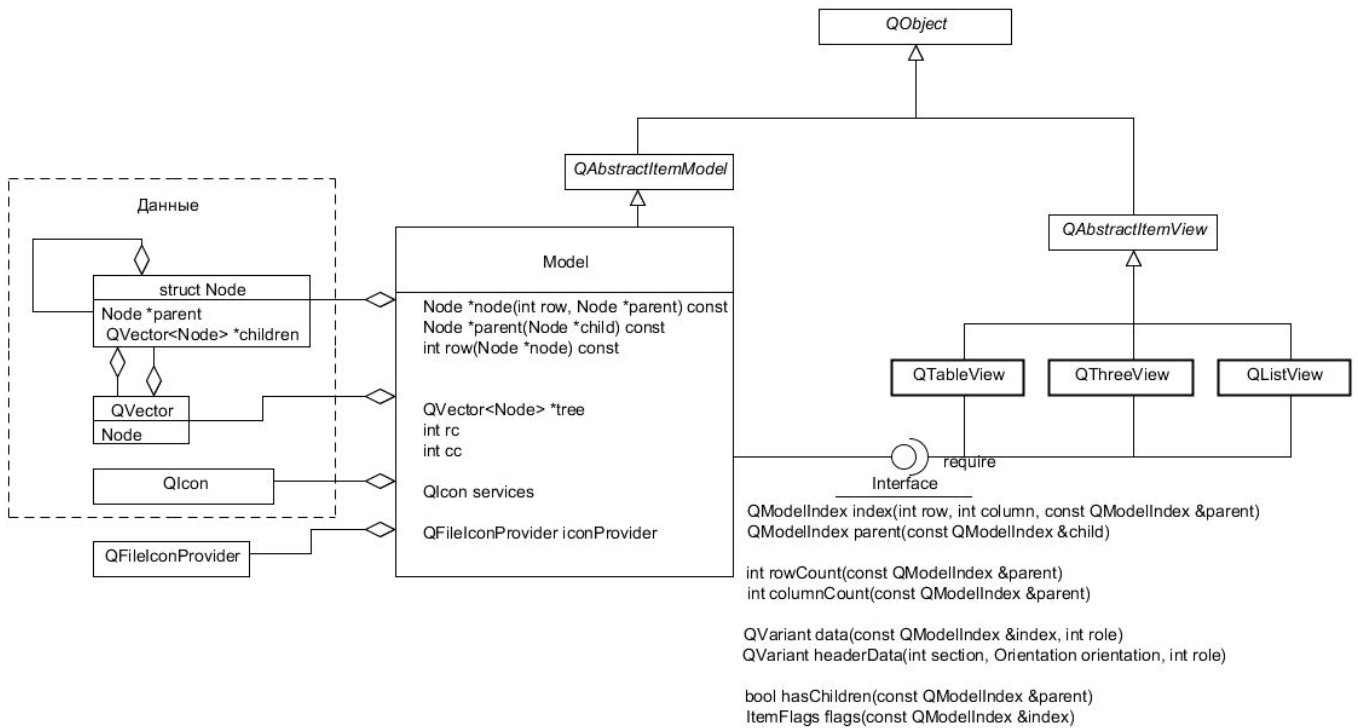 QObject
QAbstractItemModel
Данные
QAbstractItemView
Model
struct Node
Node *parent
QVector<Node> *children
Node *node(int row, Node *parent) const
Node *parent(Node *child) const
int row(Node *node) const
QTableView
QThreeView
QListView
QVector
Node
QVector<Node> *tree
int rc
int cc
require
Interface
QIcon
QIcon services
QModelIndex index(int row, int column, const QModelIndex &parent)
QModelIndex parent(const QModelIndex &child)
QFileIconProvider
QFileIconProvider iconProvider
int rowCount(const QModelIndex &parent)
int columnCount(const QModelIndex &parent)
QVariant data(const QModelIndex &index, int role)
QVariant headerData(int section, Orientation orientation, int role)
bool hasChildren(const QModelIndex &parent)
ItemFlags flags(const QModelIndex &index)